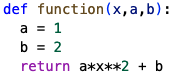 def function(x,a,b):
  a = 1
  b = 2
  return a*x**2 + b